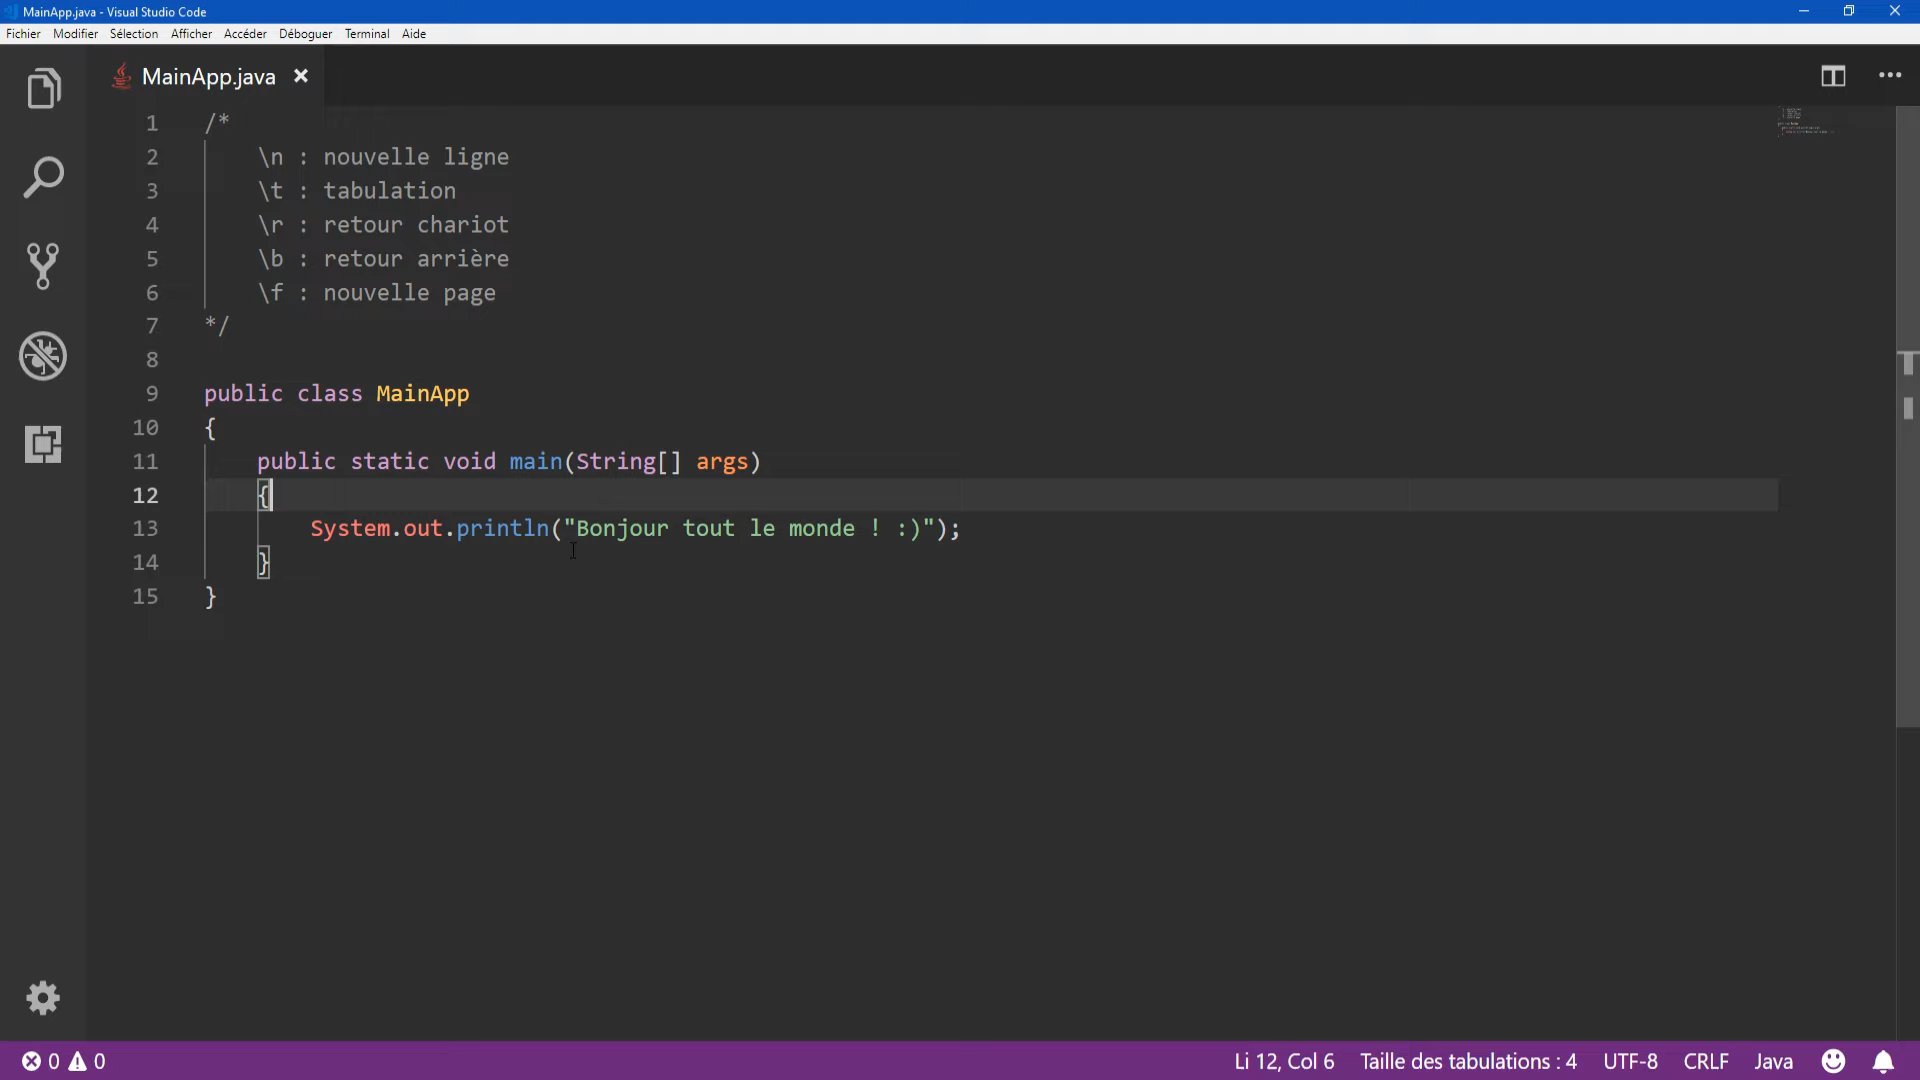 MainApp.java - Visual Studio Code
Fichier Modifier Sélection Afficher Accéder Déboguer Terminal Aide
MainApp.java
1 /*
2 \n : nouvelle ligne
3 \t : tabulation
4 \r : retour chariot
5 \b : retour arrière
6 \f : nouvelle page
7 */
8
9 public class MainApp
10 {
11 public static void main(String[] args)
12 {
13 System.out.println("Bonjour tout le monde ! :)");
14 }
15 }
0 0 Li 12, Col 6 Taille des tabulations : 4 UTF-8 CRLF Java